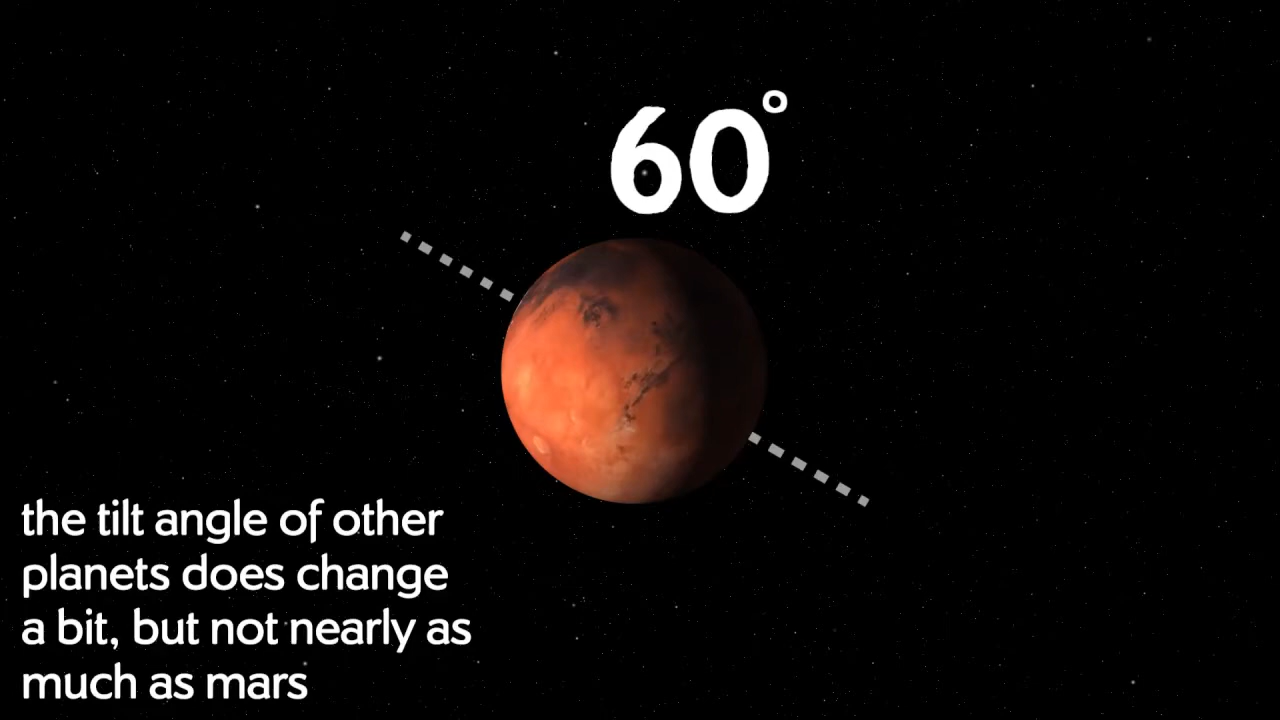 60°
the tilt angle of other
planets does change
a bit, but not nearly as
much as mars